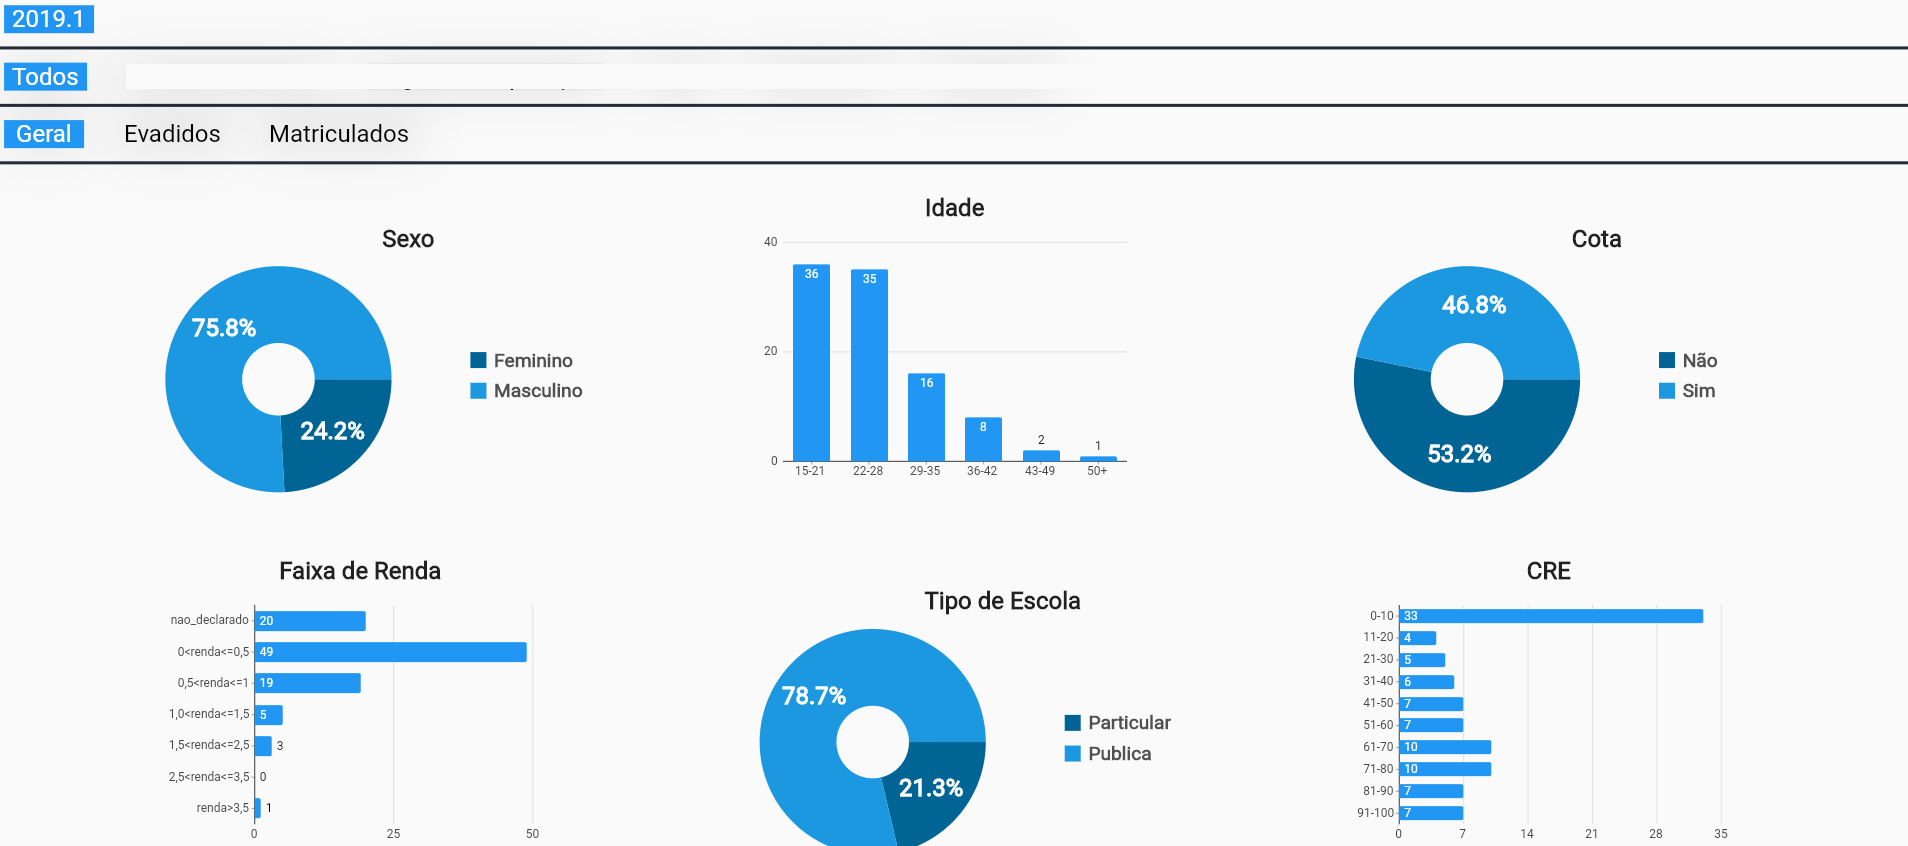 2019.1
Todos
Geral Evadidos Matriculados
Sexo
75.8%
24.2%
Feminino
Masculino
Idade
40
20
0
36
35
16
8
2
1
15-21 22-28 29-35 36-42 43-49 50+
Cota
46.8%
53.2%
Não
Sim
Faixa de Renda
nao_declarado 20
0<renda<=0,5 49
0,5<renda<=1 19
1,0<renda<=1,5 5
1,5<renda<=2,5 3
2,5<renda<=3,5 0
renda>3,5 1
0 25 50
Tipo de Escola
78.7%
21.3%
Particular
Publica
CRE
0-10 33
11-20 4
21-30 5
31-40 6
41-50 7
51-60 7
61-70 10
71-80 10
81-90 7
91-100 7
0 7 14 21 28 35